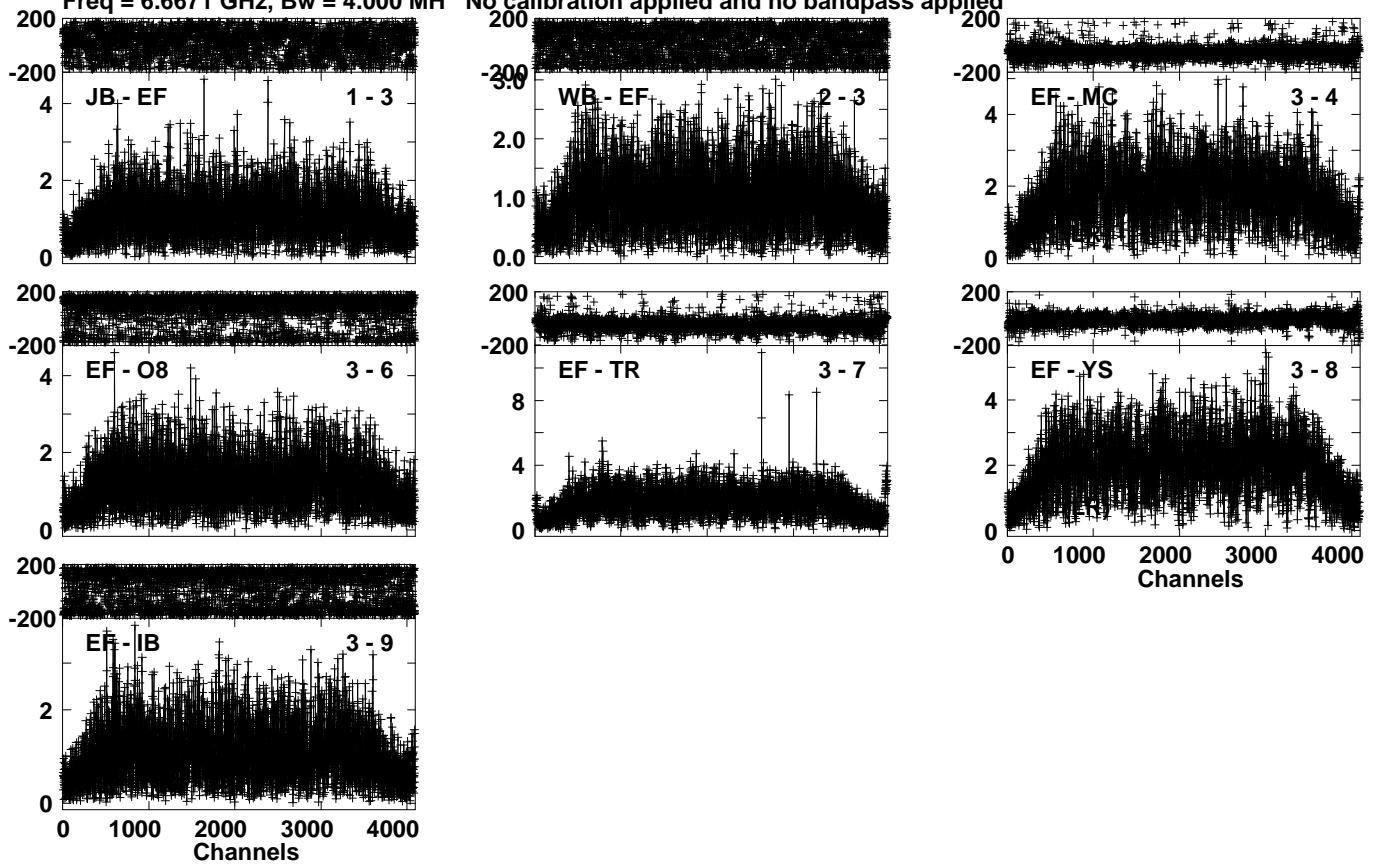 Freq = 6.6671 GHz, Bw = 4.000 MH No calibration applied and no bandpass applied
200
-200
JB - EF 1 - 3
4
2
0
200
-200
3.0
WB - EF 2 - 3
2.0
1.0
0.0
200
-200
EF - MC 3 - 4
4
2
0
200
-200
EF - O8 3 - 6
4
2
0
200
-200
EF - TR 3 - 7
8
4
0
200
-200
EF - YS 3 - 8
4
2
0
0 1000 2000 3000 4000
Channels
200
-200
EF - IB 3 - 9
2
0
0 1000 2000 3000 4000
Channels